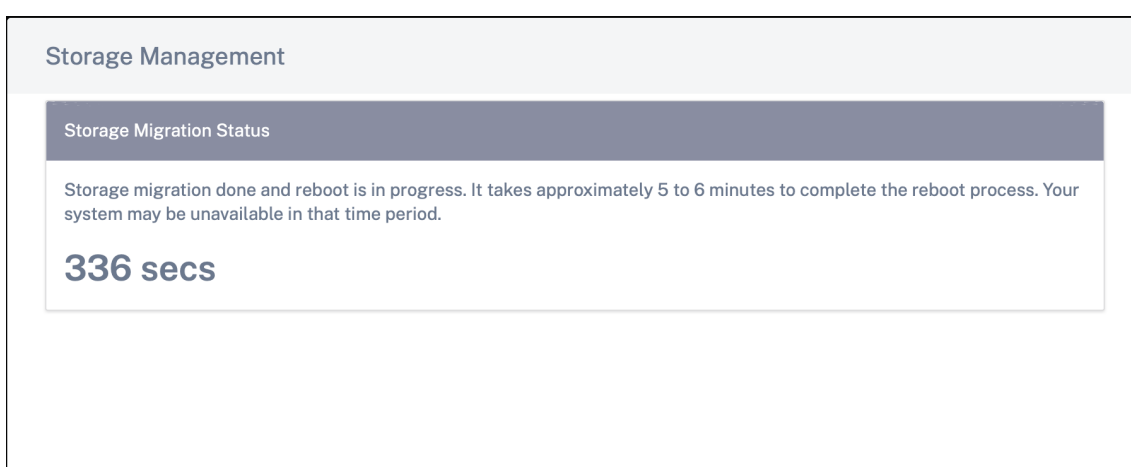 Storage Management
Storage Migration Status
Storage migration done and reboot is in progress. It takes approximately 5 to 6 minutes to complete the reboot process. Your
system may be unavailable in that time period.
336 secs